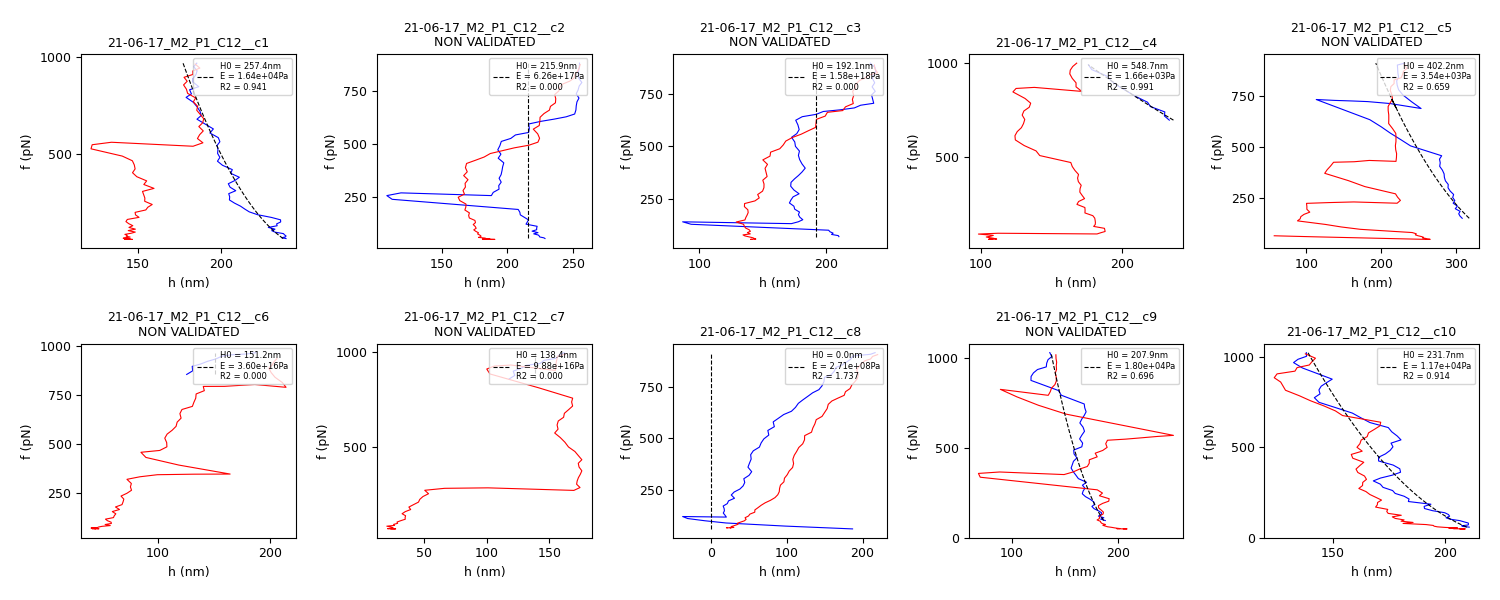 21-06-17_M2_P1_C12__c1
H0 = 257.4nm
E = 1.64e+04Pa
R2 = 0.941
f (pN)
1000
500
150
200
h (nm)
21-06-17_M2_P1_C12__c2
NON VALIDATED
H0 = 215.9nm
E = 6.26e+17Pa
R2 = 0.000
f (pN)
750
500
250
150
200
250
h (nm)
21-06-17_M2_P1_C12__c3
NON VALIDATED
H0 = 192.1nm
E = 1.58e+18Pa
R2 = 0.000
f (pN)
750
500
250
100
200
h (nm)
21-06-17_M2_P1_C12__c4
H0 = 548.7nm
E = 1.66e+03Pa
R2 = 0.991
f (pN)
1000
500
100
200
h (nm)
21-06-17_M2_P1_C12__c5
NON VALIDATED
H0 = 402.2nm
E = 3.54e+03Pa
R2 = 0.659
f (pN)
750
500
250
100
200
300
h (nm)
21-06-17_M2_P1_C12__c6
NON VALIDATED
H0 = 151.2nm
E = 3.60e+16Pa
R2 = 0.000
f (pN)
1000
750
500
250
100
200
h (nm)
21-06-17_M2_P1_C12__c7
NON VALIDATED
H0 = 138.4nm
E = 9.88e+16Pa
R2 = 0.000
f (pN)
1000
500
50
100
150
h (nm)
21-06-17_M2_P1_C12__c8
H0 = 0.0nm
E = 2.71e+08Pa
R2 = 1.737
f (pN)
750
500
250
0
100
200
h (nm)
21-06-17_M2_P1_C12__c9
NON VALIDATED
H0 = 207.9nm
E = 1.80e+04Pa
R2 = 0.696
f (pN)
1000
500
0
100
200
h (nm)
21-06-17_M2_P1_C12__c10
H0 = 231.7nm
E = 1.17e+04Pa
R2 = 0.914
f (pN)
1000
500
0
150
200
h (nm)